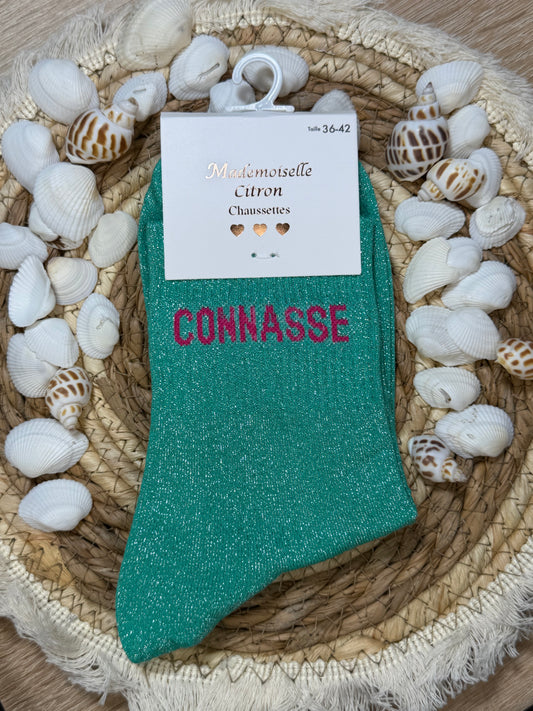 Taille 36-42
Mademoiselle
Citron
Chaussettes
CONNASSE